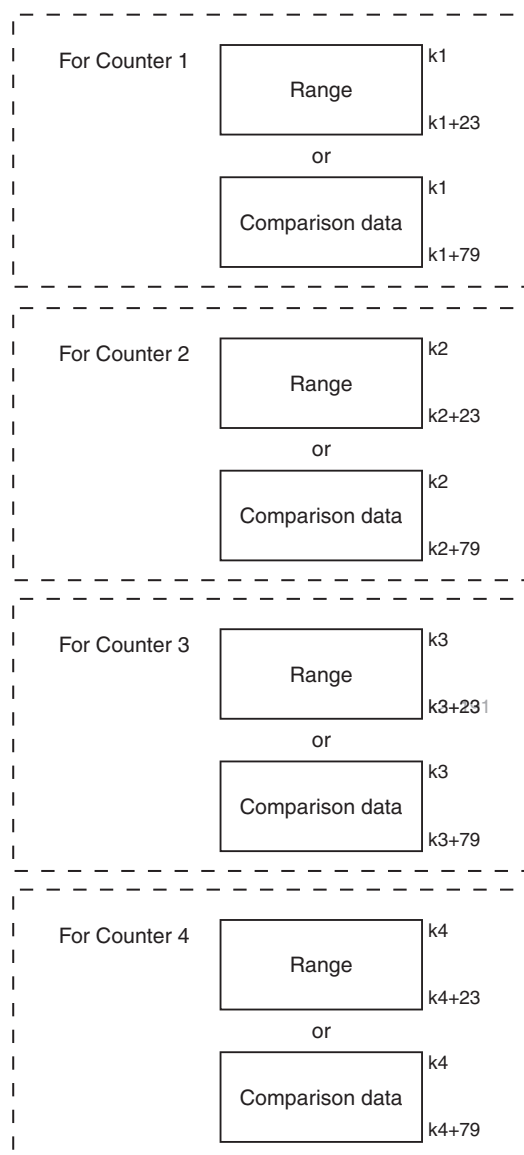 For Counter 1
k1
Range
k1+23
or
k1
Comparison data
k1+79
For Counter 2
k2
Range
k2+23
or
k2
Comparison data
k2+79
For Counter 3
k3
Range
k3+23
or
k3
Comparison data
k3+79
For Counter 4
k4
Range
k4+23
or
k4
Comparison data
k4+79